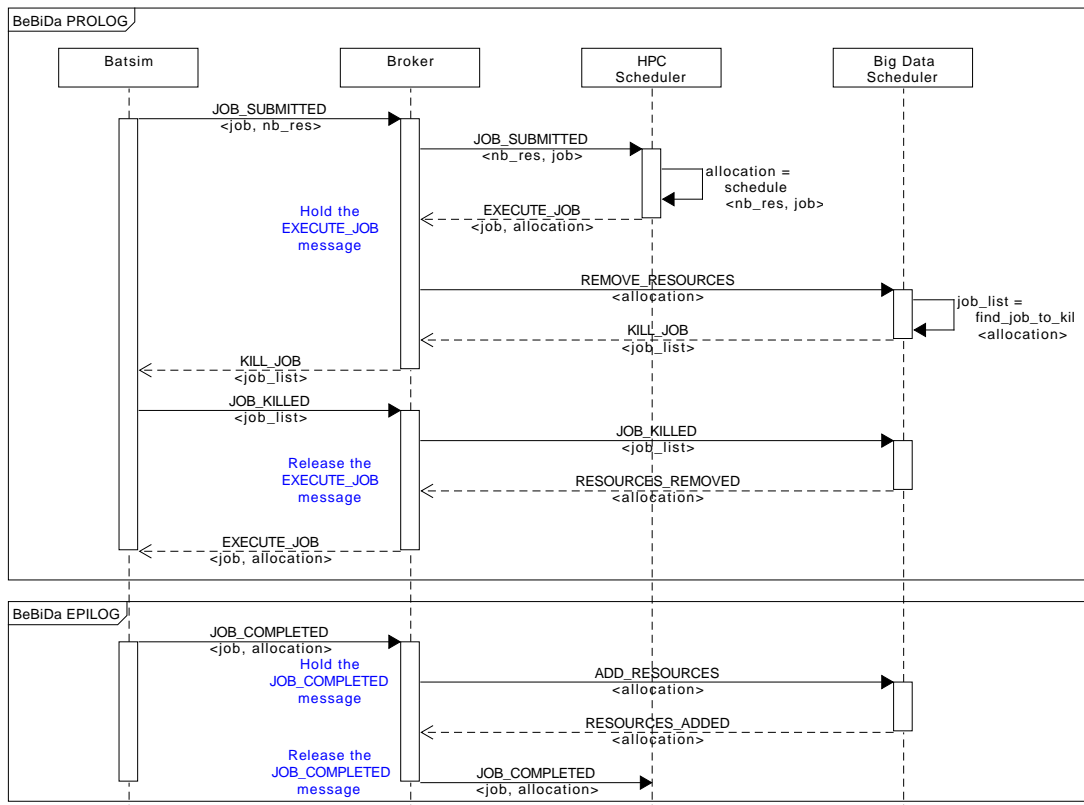 BeBiDa PROLOG
Batsim
Broker
HPC
Scheduler
Big Data
Scheduler
JOB_SUBMITTED
<job, nb_res>
JOB_SUBMITTED
<nb_res, job>
allocation =
schedule
<nb_res, job>
Hold the
EXECUTE_JOB
message
EXECUTE_JOB
<job, allocation>
REMOVE_RESOURCES
<allocation>
job_list =
find_job_to_kil
<allocation>
KILL_JOB
<job_list>
KILL_JOB
<job_list>
JOB_KILLED
<job_list>
JOB_KILLED
<job_list>
Release the
EXECUTE_JOB
message
RESOURCES_REMOVED
<allocation>
EXECUTE_JOB
<job, allocation>
BeBiDa EPILOG
JOB_COMPLETED
<job, allocation>
Hold the
JOB_COMPLETED
message
ADD_RESOURCES
<allocation>
RESOURCES_ADDED
<allocation>
Release the
JOB_COMPLETED
message
JOB_COMPLETED
<job, allocation>